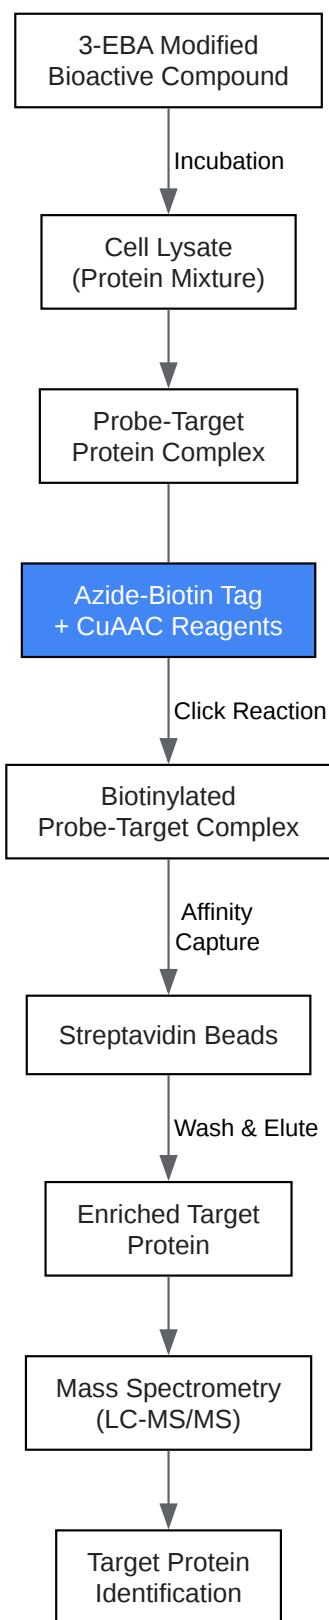 3-EBA Modified
Bioactive Compound
Incubation
Cell Lysate
(Protein Mixture)
Probe-Target
Protein Complex
Azide-Biotin Tag
+ CuAAC Reagents
Click Reaction
Biotinylated
Probe-Target Complex
Affinity
Capture
Streptavidin Beads
Wash & Elute
Enriched Target
Protein
Mass Spectrometry
(LC-MS/MS)
Target Protein
Identification